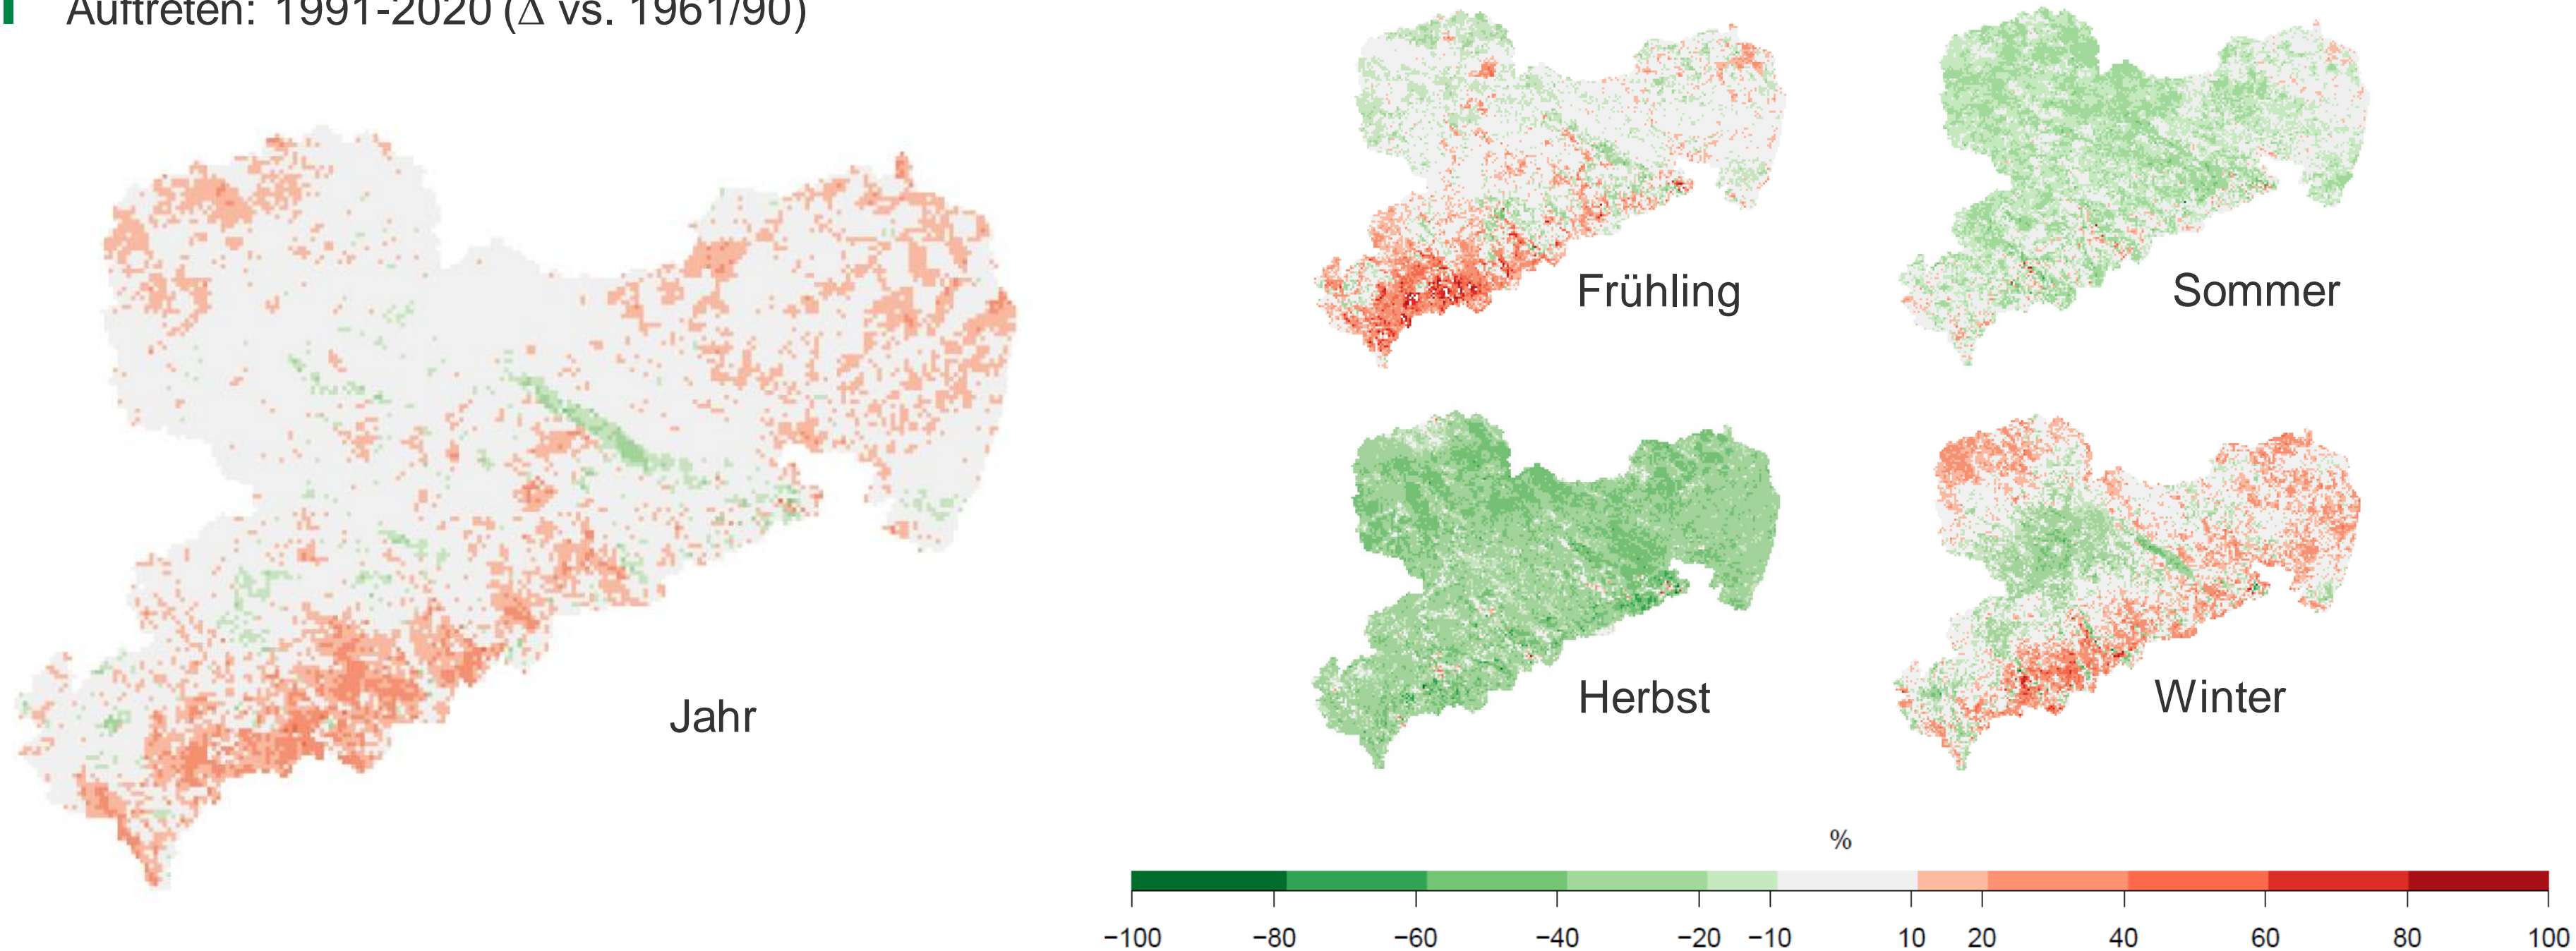 Auftreten: 1991-2020 (Δ vs. 1961/90)
Frühling
Sommer
Jahr
Herbst
Winter
%
−100 −80 −60 −40 −20 −10 10 20 40 60 80 100